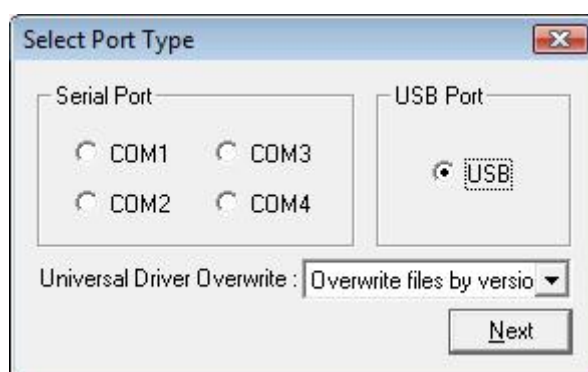 Select Port Type
Serial Port
USB Port
COM1
COM3
USB
COM2
COM4
Universal Driver Overwrite :
Overwrite files by versio
Next